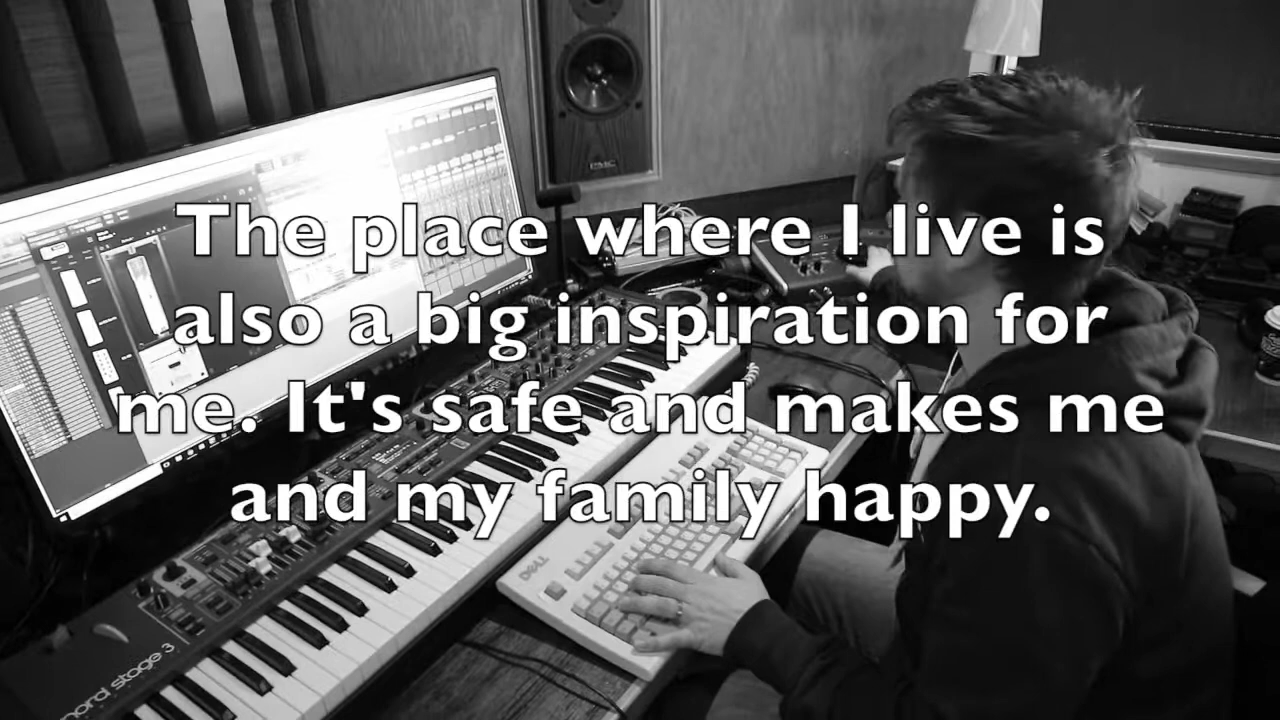 PMC
The place where I live is
also a big inspiration for
me. It's safe and makes me
and my family happy.
DELL
nord stage 3